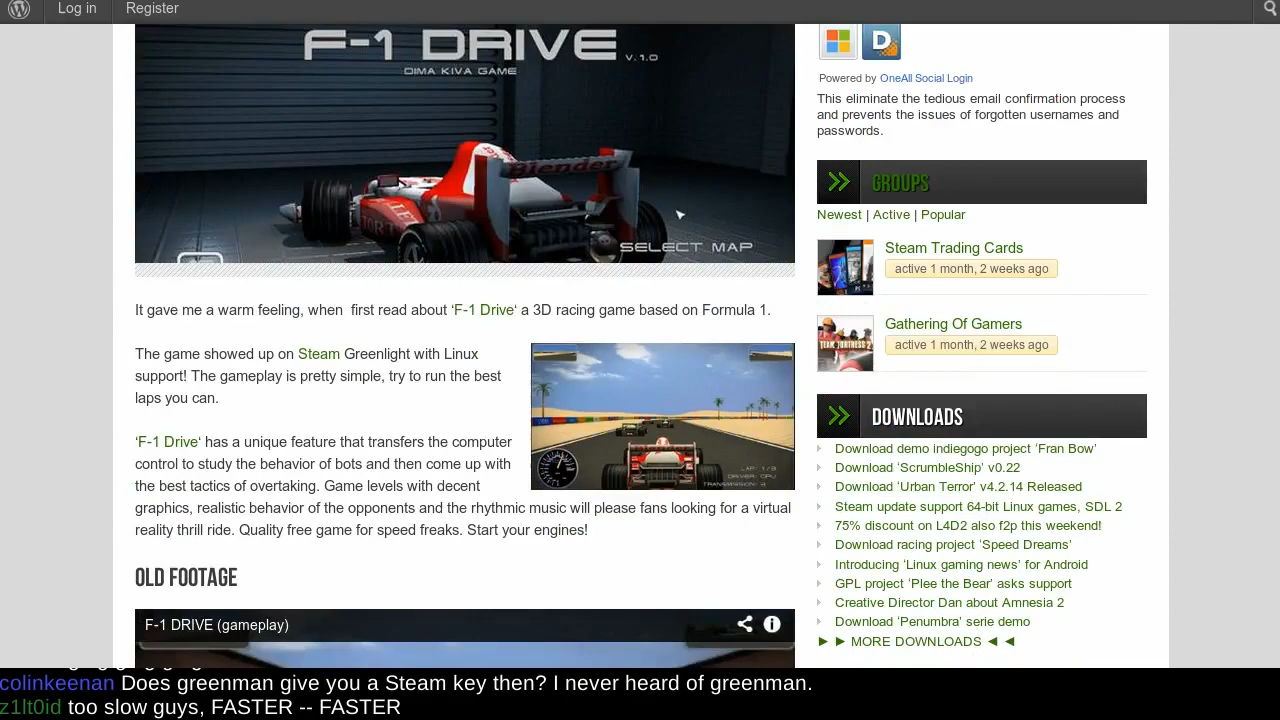 Log in
Register
F-1 DRIVE V.1.0
DIMA KIVA GAME
Blender
SELECT MAP
It gave me a warm feeling, when first read about ‘F-1 Drive‘ a 3D racing game based on Formula 1.
The game showed up on Steam Greenlight with Linux
support! The gameplay is pretty simple, try to run the best
laps you can.
‘F-1 Drive‘ has a unique feature that transfers the computer
control to study the behavior of bots and then come up with
the best tactics of overtaking. Game levels with decent
graphics, realistic behavior of the opponents and the rhythmic music will please fans looking for a virtual
reality thrill ride. Quality free game for speed freaks. Start your engines!
OLD FOOTAGE
F-1 DRIVE (gameplay)
D
Powered by OneAll Social Login
This eliminate the tedious email confirmation process
and prevents the issues of forgotten usernames and
passwords.
GROUPS
Newest | Active | Popular
Steam Trading Cards
active 1 month, 2 weeks ago
Gathering Of Gamers
active 1 month, 2 weeks ago
DOWNLOADS
Download demo indiegogo project ‘Fran Bow’
Download ‘ScrumbleShip’ v0.22
Download ‘Urban Terror’ v4.2.14 Released
Steam update support 64-bit Linux games, SDL 2
75% discount on L4D2 also f2p this weekend!
Download racing project ‘Speed Dreams’
Introducing ‘Linux gaming news’ for Android
GPL project ‘Plee the Bear’ asks support
Creative Director Dan about Amnesia 2
Download ‘Penumbra’ serie demo
► ► MORE DOWNLOADS ◄ ◄
colinkeenan Does greenman give you a Steam key then? I never heard of greenman.
z1lt0id too slow guys, FASTER -- FASTER